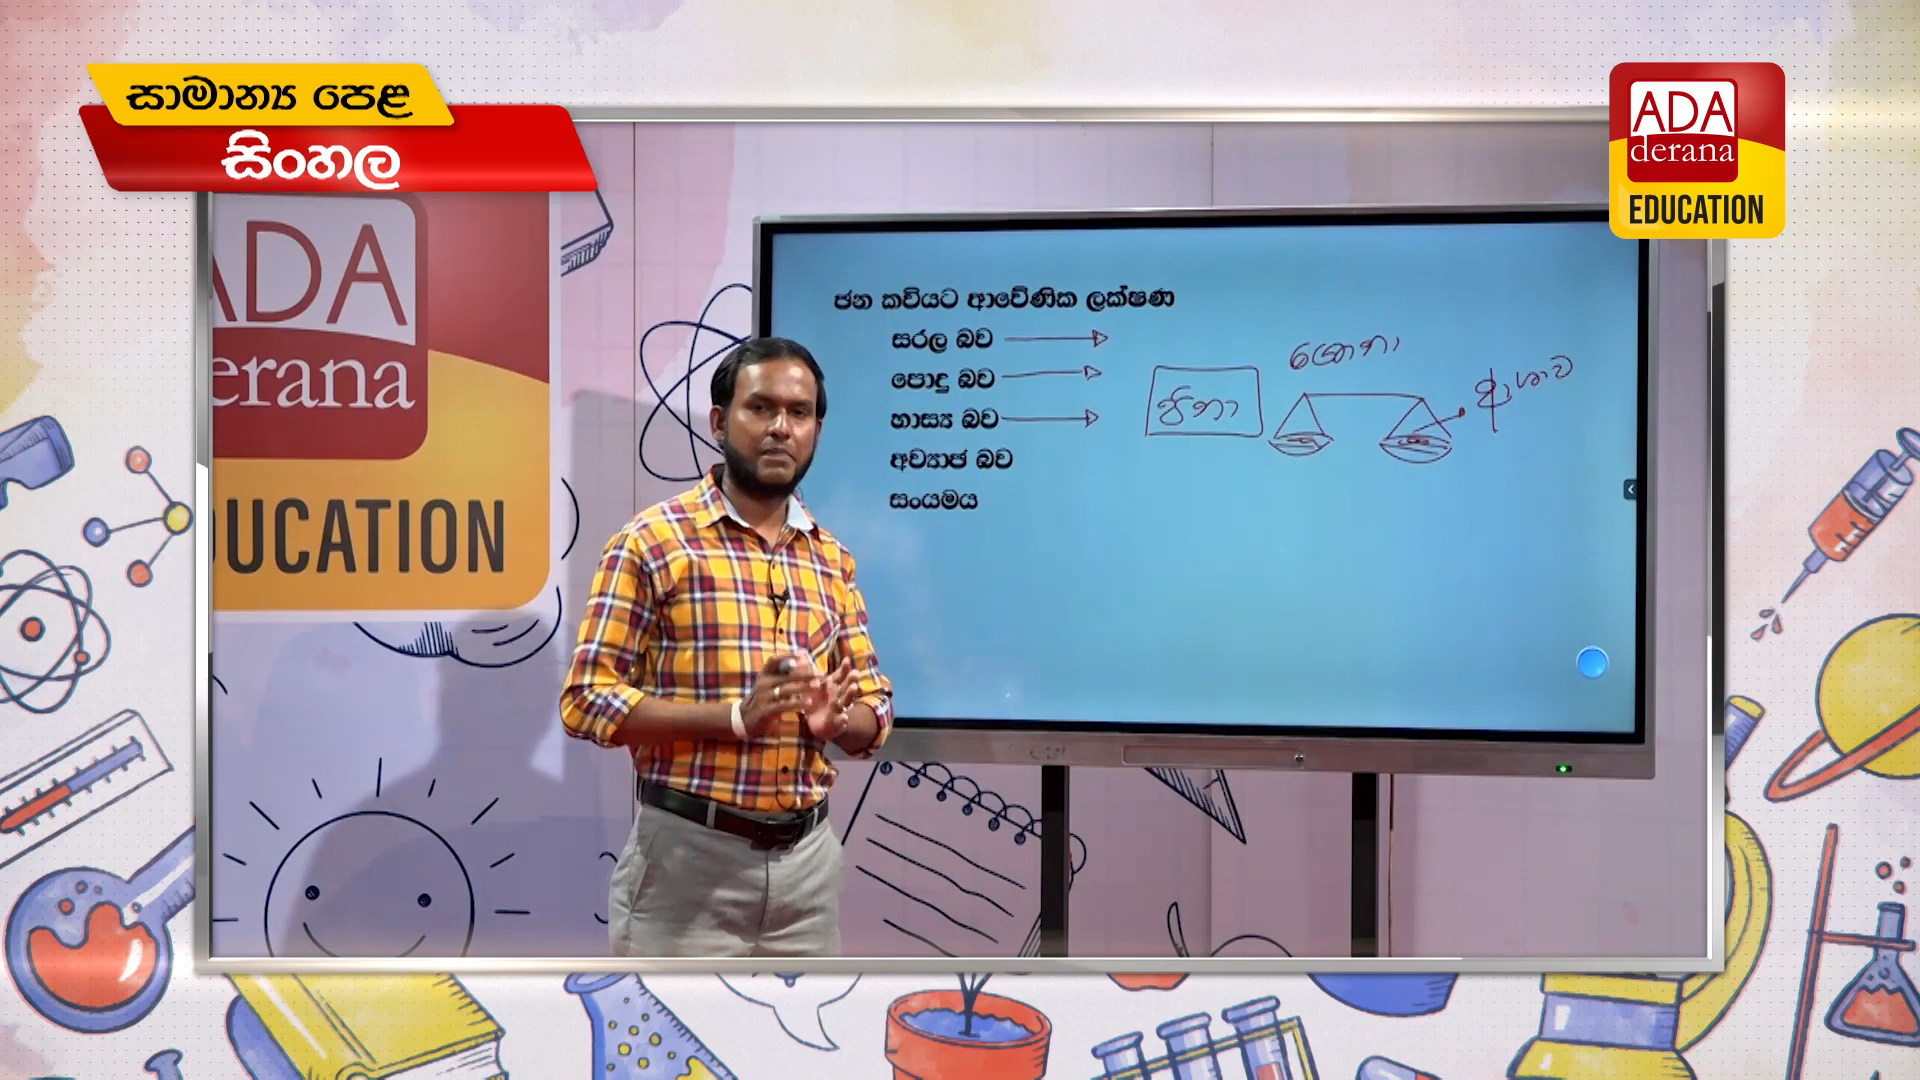 සාමාන්‍ය පෙළ
සිංහල
ADA
derana
EDUCATION
ADA
erana
UCATION
ජන කවියට ආවේණික ලක්ෂණ
සරල බව
පොදු බව
හාස්‍ය බව
අව්‍යාජ බව
සංයමය
ආශාව